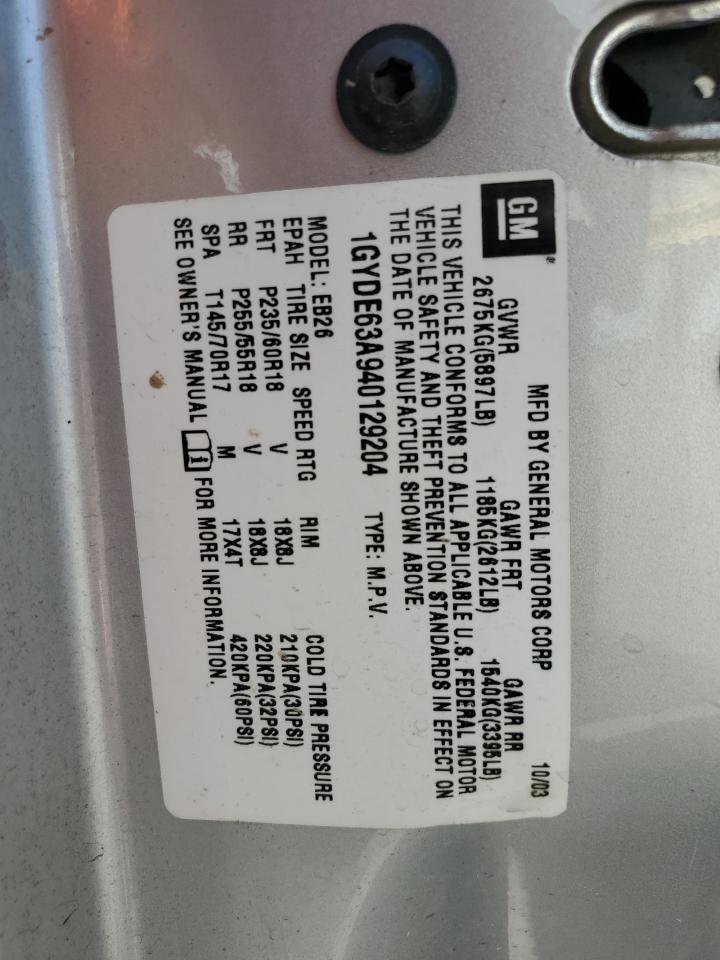 GM®
MFD BY GENERAL MOTORS CORP 10/03
GVWR GAWR FRT GAWR RR
2675KG(5897LB) 1185KG(2612LB) 1540KG(3395LB)
THIS VEHICLE CONFORMS TO ALL APPLICABLE U.S. FEDERAL MOTOR
VEHICLE SAFETY AND THEFT PREVENTION STANDARDS IN EFFECT ON
THE DATE OF MANUFACTURE SHOWN ABOVE.
1GYDE63A940129204 TYPE: M.P.V.
MODEL: EB26
EPAH TIRE SIZE SPEED RTG RIM COLD TIRE PRESSURE
FRT P235/60R18 V 18X8J 210KPA(30PSI)
RR P255/55R18 V 18X8J 220KPA(32PSI)
SPA T145/70R17 M 17X4T 420KPA(60PSI)
SEE OWNER'S MANUAL i FOR MORE INFORMATION.